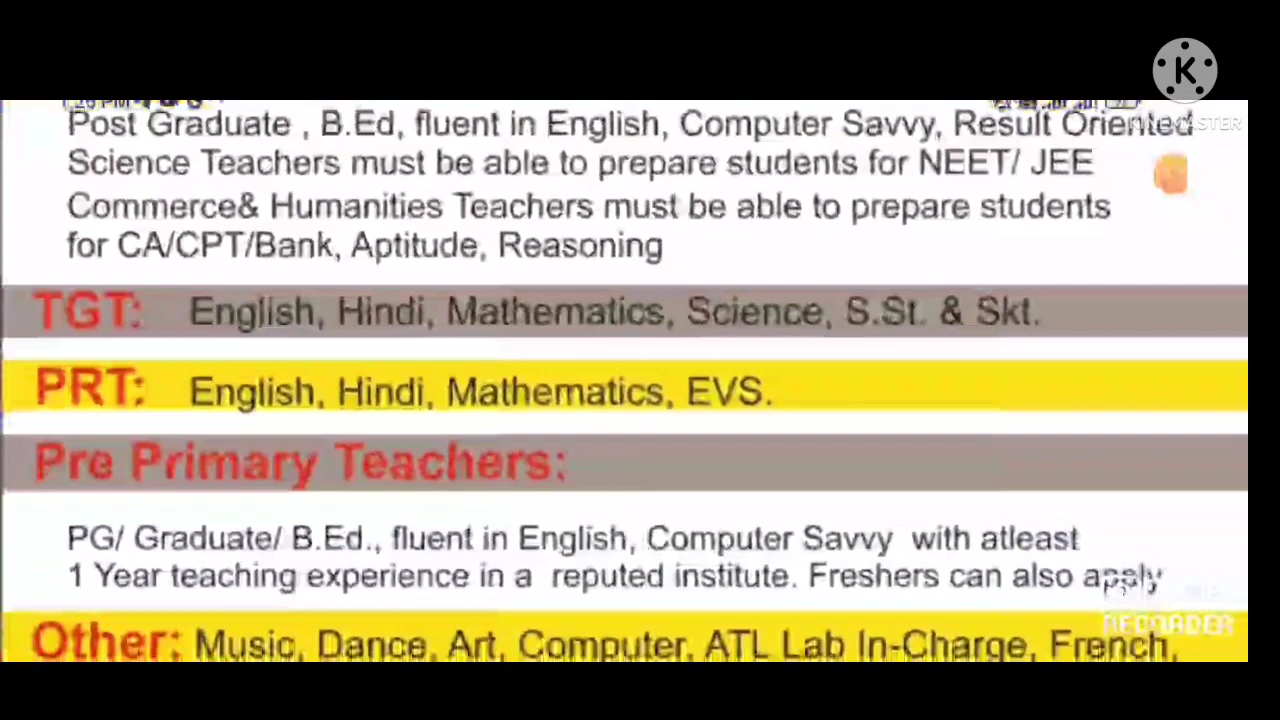 K
KINEMASTER
Post Graduate , B.Ed, fluent in English, Computer Savvy, Result Oriented
Science Teachers must be able to prepare students for NEET/ JEE
Commerce& Humanities Teachers must be able to prepare students
for CA/CPT/Bank, Aptitude, Reasoning
TGT: English, Hindi, Mathematics, Science, S.St. & Skt.
PRT: English, Hindi, Mathematics, EVS.
Pre Primary Teachers:
PG/ Graduate/ B.Ed., fluent in English, Computer Savvy with atleast
1 Year teaching experience in a reputed institute. Freshers can also apply
RECORDER
Other: Music, Dance, Art, Computer, ATL Lab In-Charge, French,